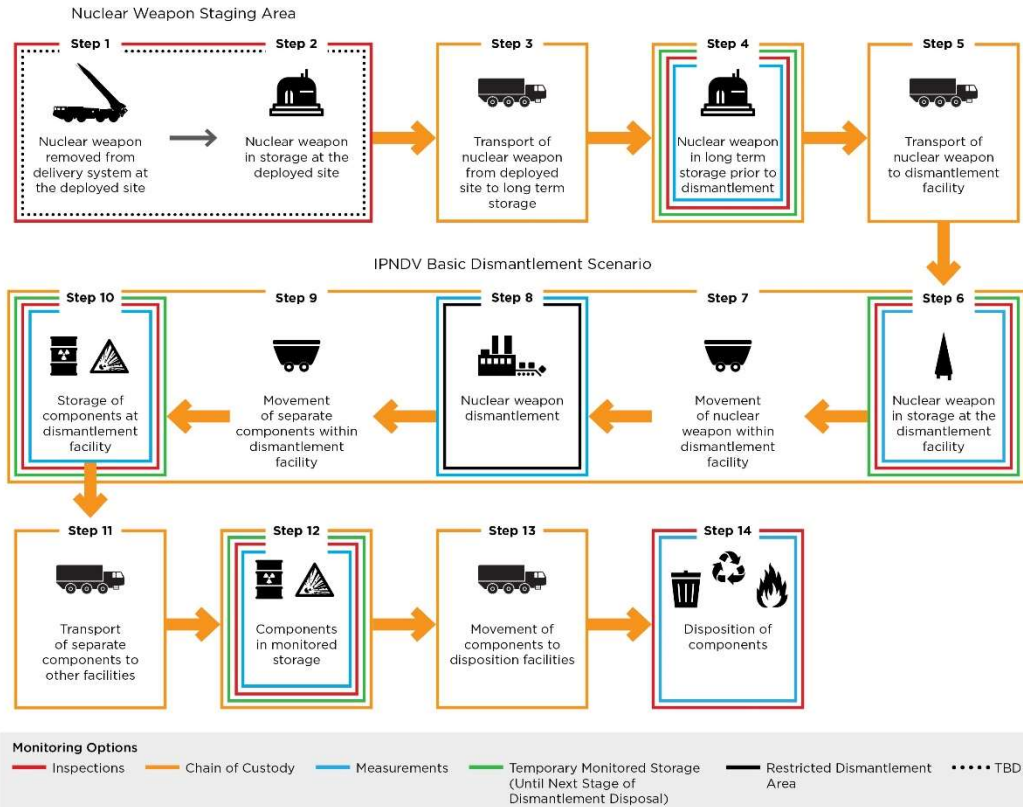 Nuclear Weapon Staging Area
Step 1
Nuclear weapon
removed from
delivery system at
the deployed site
Step 2
Nuclear weapon
in storage at the
deployed site
Step 3
Transport of
nuclear weapon
from deployed
site to long term
storage
Step 4
Nuclear weapon
in long term
storage prior to
dismantlement
Step 5
Transport of
nuclear weapon
to dismantlement
facility
IPNDV Basic Dismantlement Scenario
Step 10
Storage of
components at
dismantlement
facility
Step 9
Movement
of separate
components within
dismantlement
facility
Step 8
Nuclear weapon
dismantlement
Step 7
Movement
of nuclear
weapon within
dismantlement
facility
Step 6
Nuclear weapon
in storage at the
dismantlement
facility
Step 11
Transport
of separate
components to
other facilities
Step 12
Components
in monitored
storage
Step 13
Movement of
components to
disposition facilities
Step 14
Disposition of
components
Monitoring Options
Inspections
Chain of Custody
Measurements
Temporary Monitored Storage
(Until Next Stage of
Dismantlement Disposal)
Restricted Dismantlement
Area
TBD